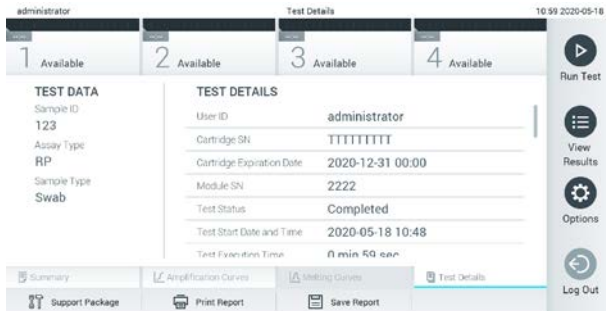 administrator Test Details 10:59 2020-05-18
1 Available 2 Available 3 Available 4 Available
Run Test
View Results
Options
Log Out
TEST DATA
Sample ID
123
Assay Type
RP
Sample Type
Swab
TEST DETAILS
User ID administrator
Cartridge SN TTTTTTTTT
Cartridge Expiration Date 2020-12-31 00:00
Module SN 2222
Test Status Completed
Test Start Date and Time 2020-05-18 10:48
Test Execution Time 0 min 59 sec
Summary Amplification Curves Melting Curves Test Details
Support Package Print Report Save Report